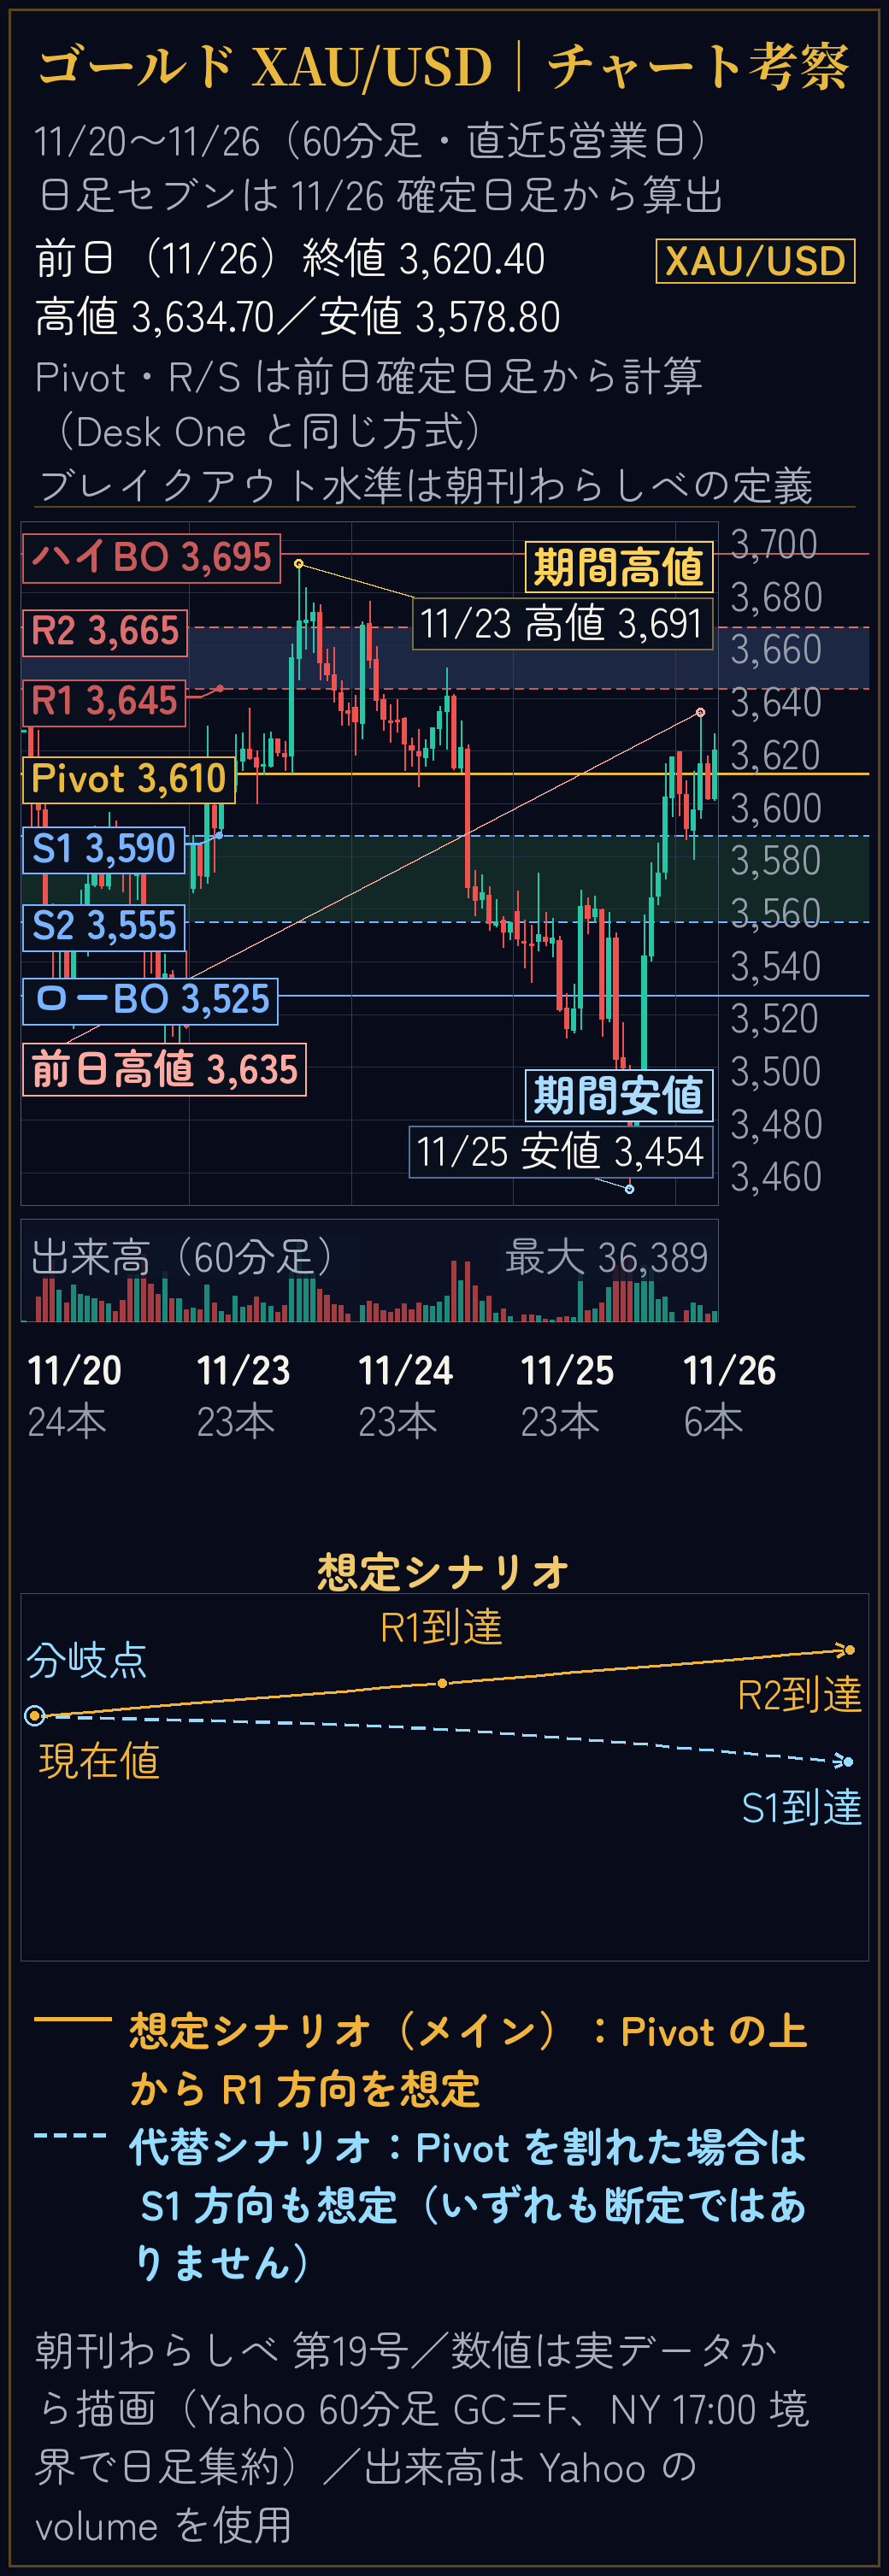 ゴールド XAU/USD｜チャート考察
11/20〜11/26（60分足・直近5営業日）
日足セブンは 11/26 確定日足から算出
前日（11/26）終値 3,620.40
XAU/USD
高値 3,634.70／安値 3,578.80
Pivot・R/S は前日確定日足から計算
（Desk One と同じ方式）
ブレイクアウト水準は朝刊わらしべの定義
ハイBO 3,695
期間高値
11/23 高値 3,691
R2 3,665
R1 3,645
Pivot 3,610
S1 3,590
S2 3,555
ローBO 3,525
前日高値 3,635
期間安値
11/25 安値 3,454
3,700
3,680
3,660
3,640
3,620
3,600
3,580
3,560
3,540
3,520
3,500
3,480
3,460
出来高（60分足）
最大 36,389
11/20
11/23
11/24
11/25
11/26
24本
23本
23本
23本
6本
想定シナリオ
R1到達
分岐点
R2到達
現在値
S1到達
想定シナリオ（メイン）：Pivot の上
から R1 方向を想定
代替シナリオ：Pivot を割れた場合は
S1 方向も想定（いずれも断定ではあ
りません）
朝刊わらしべ 第19号／数値は実データか
ら描画（Yahoo 60分足 GC=F、NY 17:00 境
界で日足集約）／出来高は Yahoo の
volume を使用